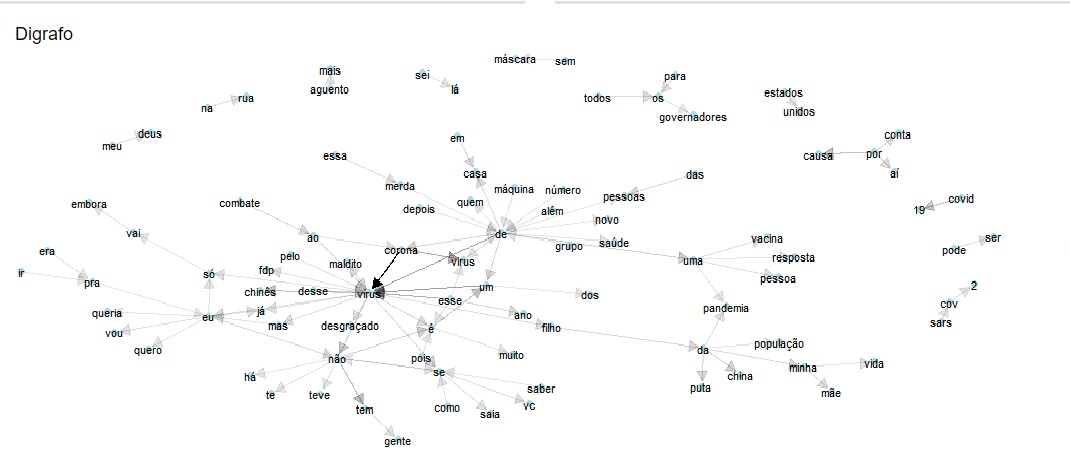 Digrafo
máscara sem
mais
sei
para
aguento
lá
estados
na rua
todos os
governadores
unidos
meu deus
em
conta
essa
causa por
casa
aí
merda
máquina
número
das
embora
combate
quem
pessoas
covid
depois
além
19
novo
vai
ao
de
vacina
ser
era
corona
grupo
saúde
pode
pelo
vírus
uma
resposta
ir
só
fdp
maldito
pessoa
pra
chinês
desse
virus
um
dos
2
esse
cov
queria
eu
já
ano
pandemia
sars
vou
mas
desgraçado
é
filho
quero
população
não
pois
muito
da
há
se
china
minha
vida
te
teve
saber
puta
mãe
tem
como
saia
vc
gente